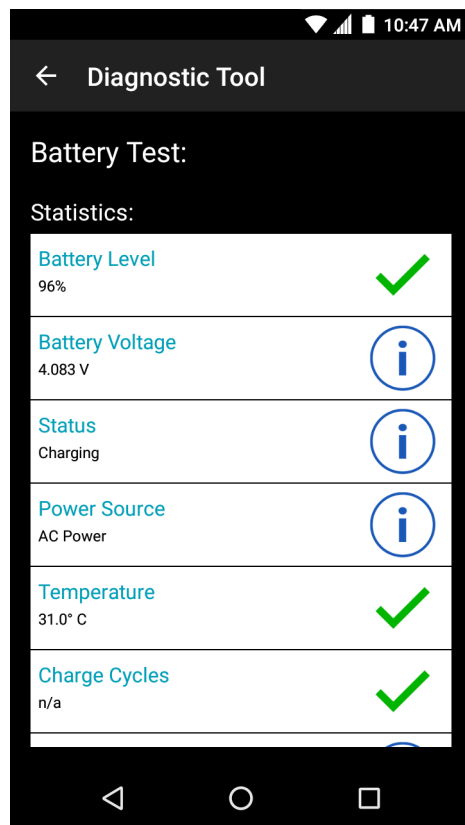 10:47 AM
Diagnostic Tool
Battery Test:
Statistics:
Battery Level
96%
Battery Voltage
4.083 V
Status
Charging
Power Source
AC Power
Temperature
31.0° C
Charge Cycles
n/a